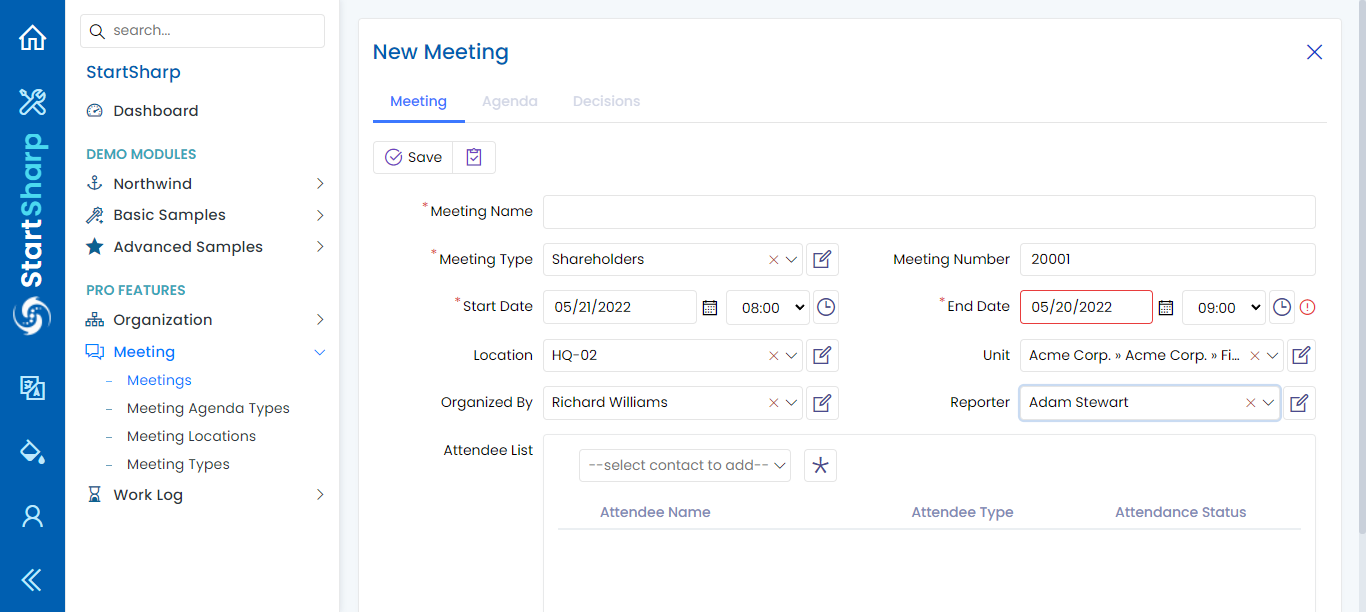 search...
StartSharp
Dashboard
DEMO MODULES
Northwind
Basic Samples
Advanced Samples
PRO FEATURES
Organization
Meeting
Meetings
Meeting Agenda Types
Meeting Locations
Meeting Types
Work Log
StartSharp
New Meeting
Meeting Agenda Decisions
Save
* Meeting Name
* Meeting Type Shareholders Meeting Number 20001
* Start Date 05/21/2022 08:00 * End Date 05/20/2022 09:00
Location HQ-02 Unit Acme Corp. » Acme Corp. » Fi...
Organized By Richard Williams Reporter Adam Stewart
Attendee List
--select contact to add--
Attendee Name Attendee Type Attendance Status